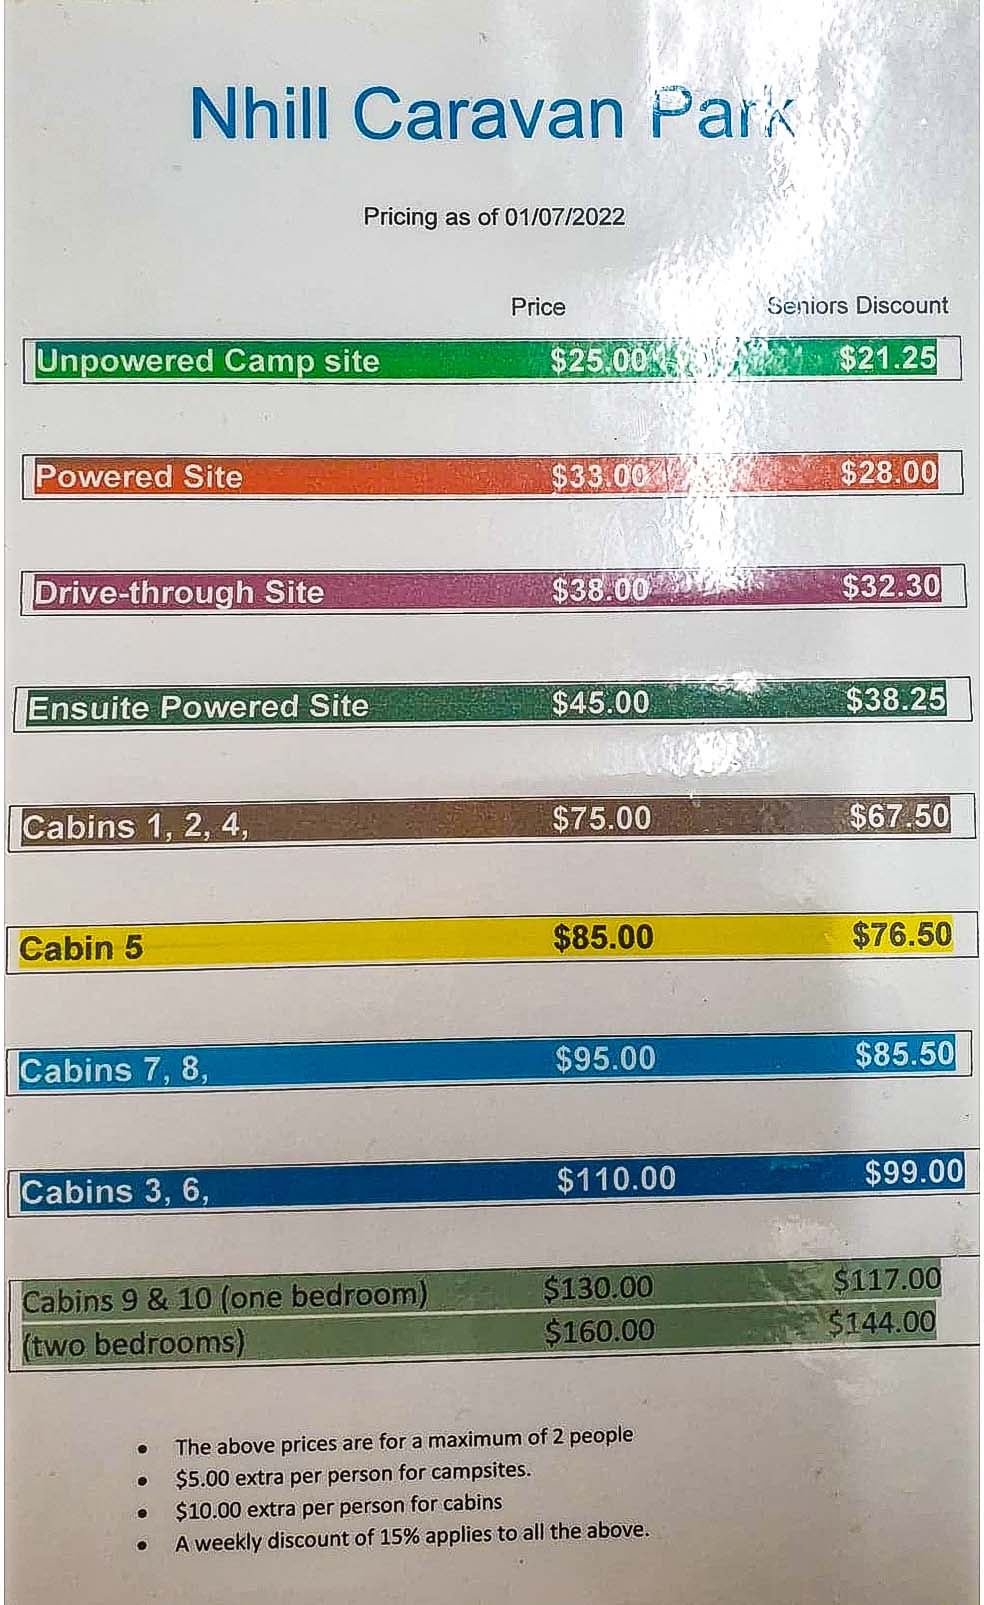 Nhill Caravan Park
Pricing as of 01/07/2022
Price Seniors Discount
Unpowered Camp site $25.00 $21.25
Powered Site $33.00 $28.00
Drive-through Site $38.00 $32.30
Ensuite Powered Site $45.00 $38.25
Cabins 1, 2, 4, $75.00 $67.50
Cabin 5 $85.00 $76.50
Cabins 7, 8, $95.00 $85.50
Cabins 3, 6, $110.00 $99.00
Cabins 9 & 10 (one bedroom) $130.00 $117.00
(two bedrooms) $160.00 $144.00
• The above prices are for a maximum of 2 people
• $5.00 extra per person for campsites.
• $10.00 extra per person for cabins
• A weekly discount of 15% applies to all the above.